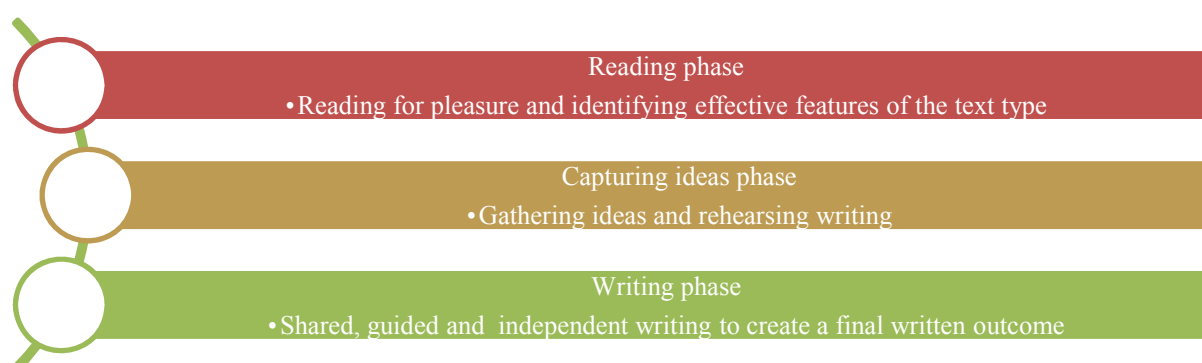 Reading phase
•Reading for pleasure and identifying effective features of the text type
Capturing ideas phase
•Gathering ideas and rehearsing writing
Writing phase
•Shared, guided and  independent writing to create a final written outcome